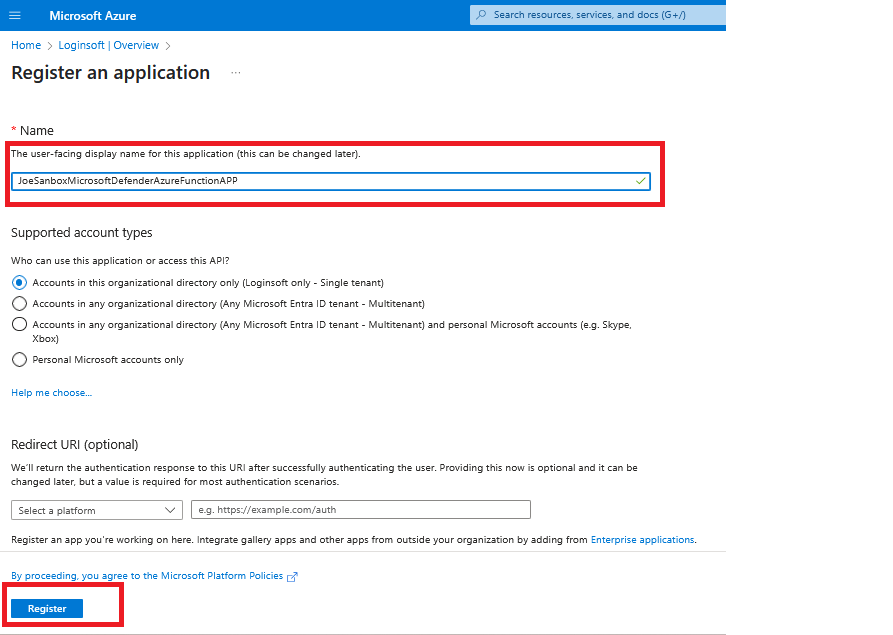 Microsoft Azure
Search resources, services, and docs (G+/)
Home > Loginsoft | Overview >
Register an application ...
* Name
The user-facing display name for this application (this can be changed later).
JoeSanboxMicrosoftDefenderAzureFunctionAPP
Supported account types
Who can use this application or access this API?
Accounts in this organizational directory only (Loginsoft only - Single tenant)
Accounts in any organizational directory (Any Microsoft Entra ID tenant - Multitenant)
Accounts in any organizational directory (Any Microsoft Entra ID tenant - Multitenant) and personal Microsoft accounts (e.g. Skype,
Xbox)
Personal Microsoft accounts only
Help me choose...
Redirect URI (optional)
We'll return the authentication response to this URI after successfully authenticating the user. Providing this now is optional and it can be
changed later, but a value is required for most authentication scenarios.
Select a platform
e.g. https://example.com/auth
Register an app you're working on here. Integrate gallery apps and other apps from outside your organization by adding from Enterprise applications.
By proceeding, you agree to the Microsoft Platform Policies
Register